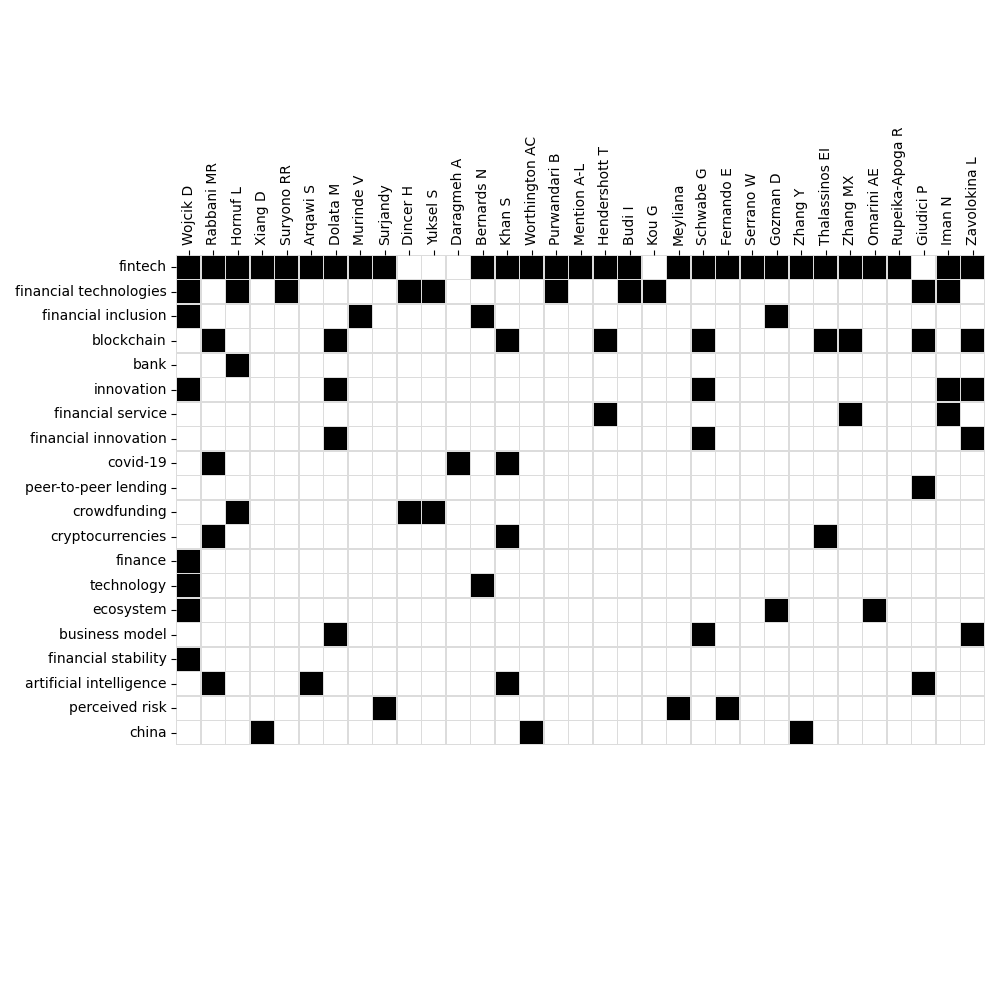 Wojcik D
Rabbani MR
Hornuf L
Xiang D
Suryono RR
Arqawi S
Dolata M
Murinde V
Surjandy
Dincer H
Yuksel S
Daragmeh A
Bernards N
Khan S
Worthington AC
Purwandari B
Mention A-L
Hendershott T
Budi I
Kou G
Meyliana
Schwabe G
Fernando E
Serrano W
Gozman D
Zhang Y
Thalassinos EI
Zhang MX
Omarini AE
Rupeika-Apoga R
Giudici P
Iman N
Zavolokina L
fintech
financial technologies
financial inclusion
blockchain
bank
innovation
financial service
financial innovation
covid-19
peer-to-peer lending
crowdfunding
cryptocurrencies
finance
technology
ecosystem
business model
financial stability
artificial intelligence
perceived risk
china